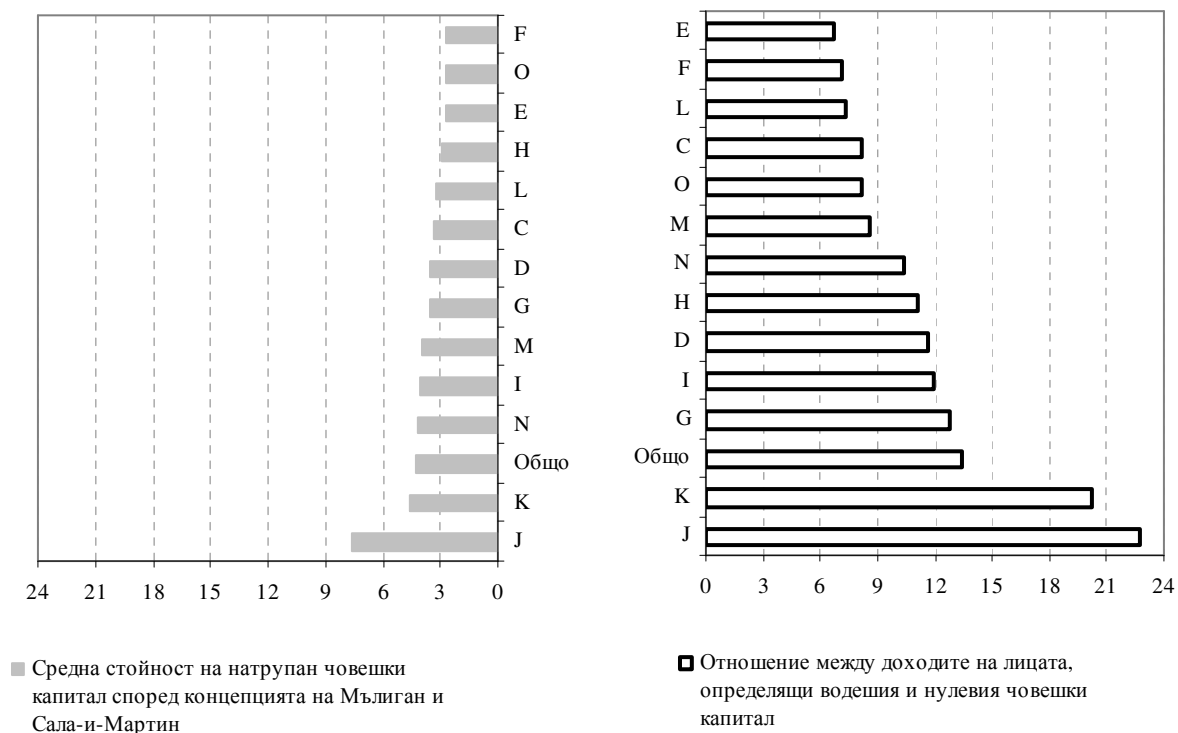 F
O
E
H
L
C
D
G
M
I
N
Общо
K
J
24 21 18 15 12 9 6 3 0
Средна стойност на натрупан човешки
капитал според концепцията на Мълиган и
Сала-и-Мартин
E
F
L
C
O
M
N
H
D
I
G
Общо
K
J
0 3 6 9 12 15 18 21 24
Отношение между доходите на лицата,
определящи водешия и нулевия човешки
капитал